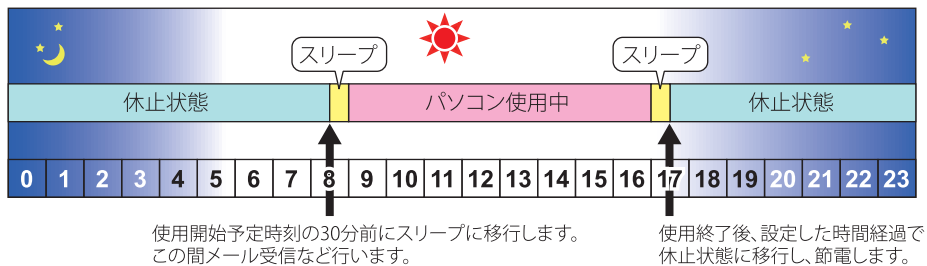 スリープ
スリープ
休止状態
パソコン使用中
休止状態
0 1 2 3 4 5 6 7 8 9 10 11 12 13 14 15 16 17 18 19 20 21 22 23
使用開始予定時刻の30分前にスリープに移行します。
この間メール受信など行います。
使用終了後、設定した時間経過で
休止状態に移行し、節電します。